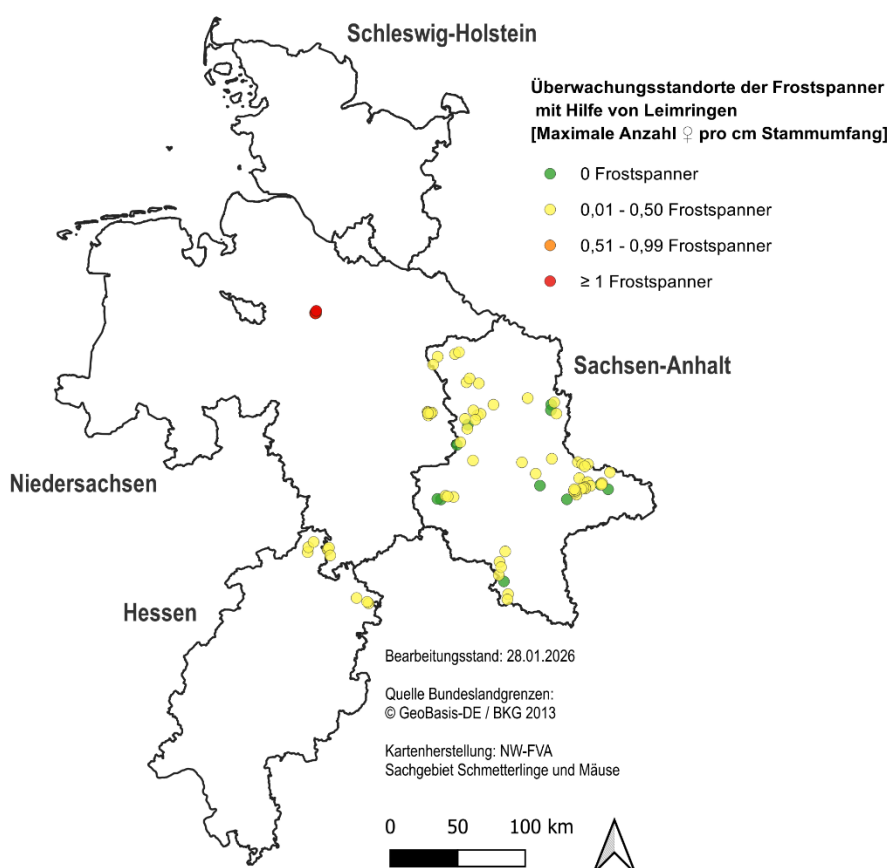 Schleswig-Holstein
Überwachungsstandorte der Frostspanner
mit Hilfe von Leimringen
[Maximale Anzahl ♀ pro cm Stammumfang]
0 Frostspanner
0,01 - 0,50 Frostspanner
0,51 - 0,99 Frostspanner
≥ 1 Frostspanner
Sachsen-Anhalt
Niedersachsen
Hessen
Bearbeitungsstand: 28.01.2026
Quelle Bundeslandgrenzen:
© GeoBasis-DE / BKG 2013
Kartenherstellung: NW-FVA
Sachgebiet Schmetterlinge und Mäuse
0 50 100 km